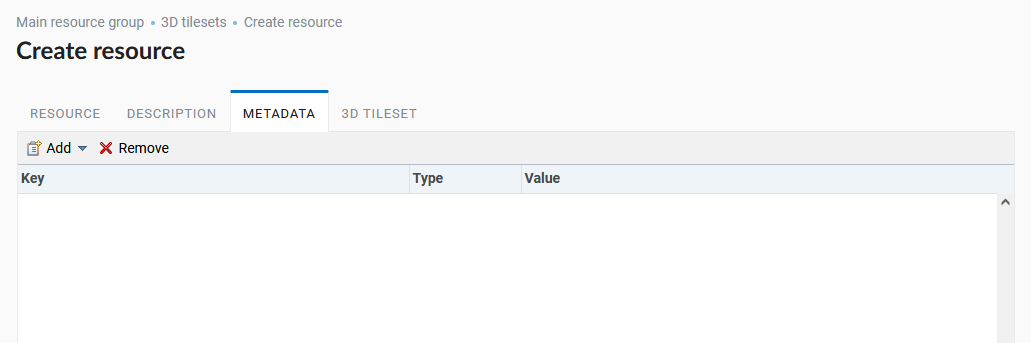 Main resource group • 3D tilesets • Create resource
Create resource
RESOURCE DESCRIPTION METADATA 3D TILESET
Add Remove
Key Type Value